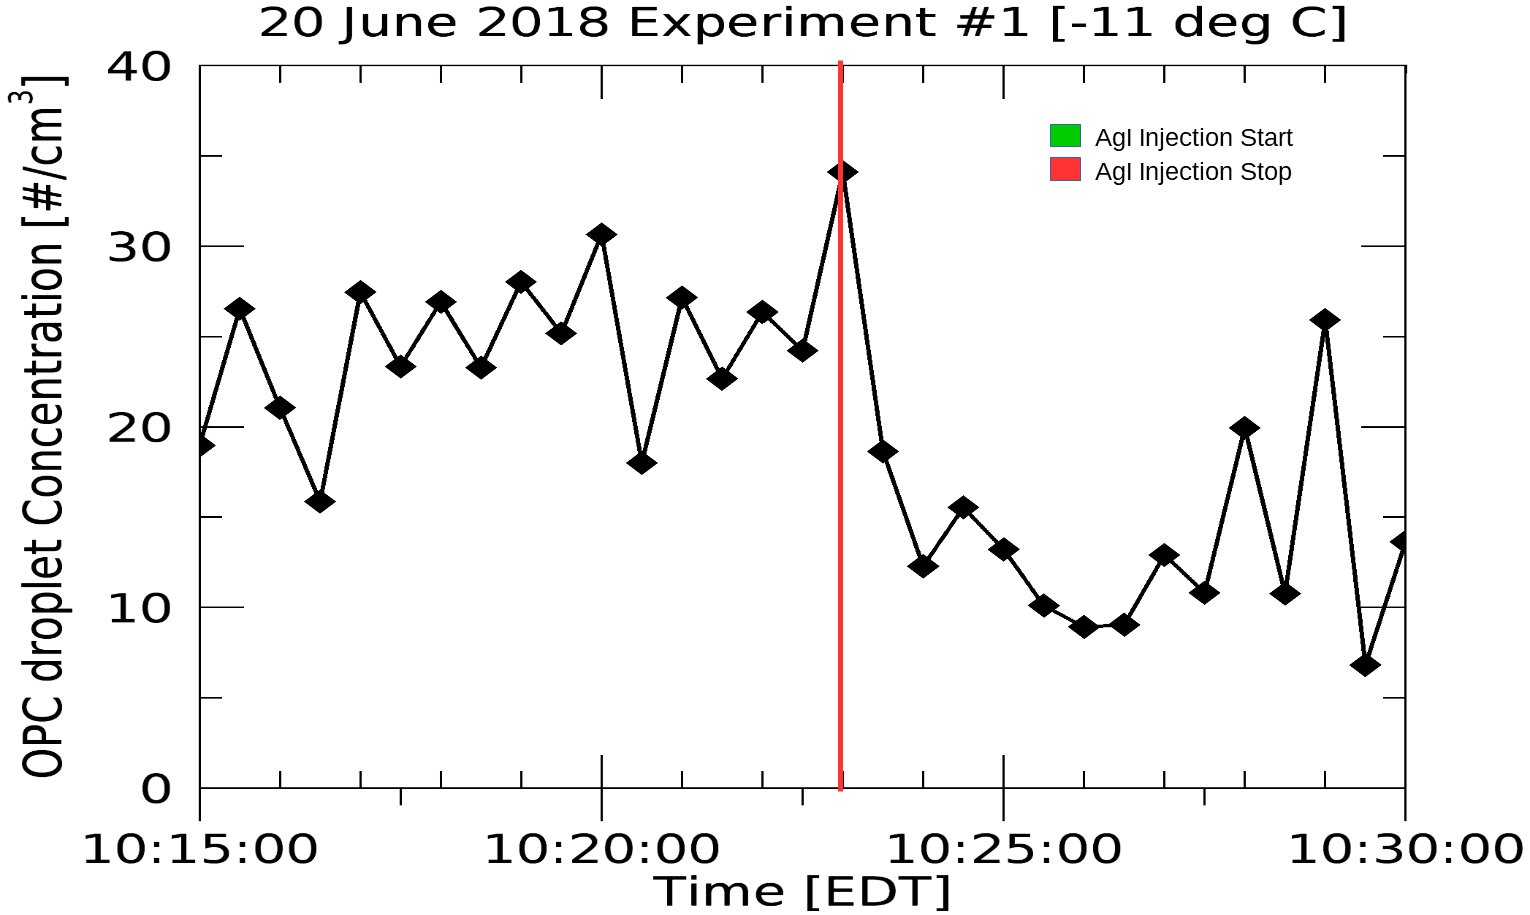 20 June 2018 Experiment #1 [-11 deg C]
OPC droplet Concentration [#/cm³]
40
30
20
10
0
AgI Injection Start
AgI Injection Stop
10:15:00 10:20:00 10:25:00 10:30:00
Time [EDT]